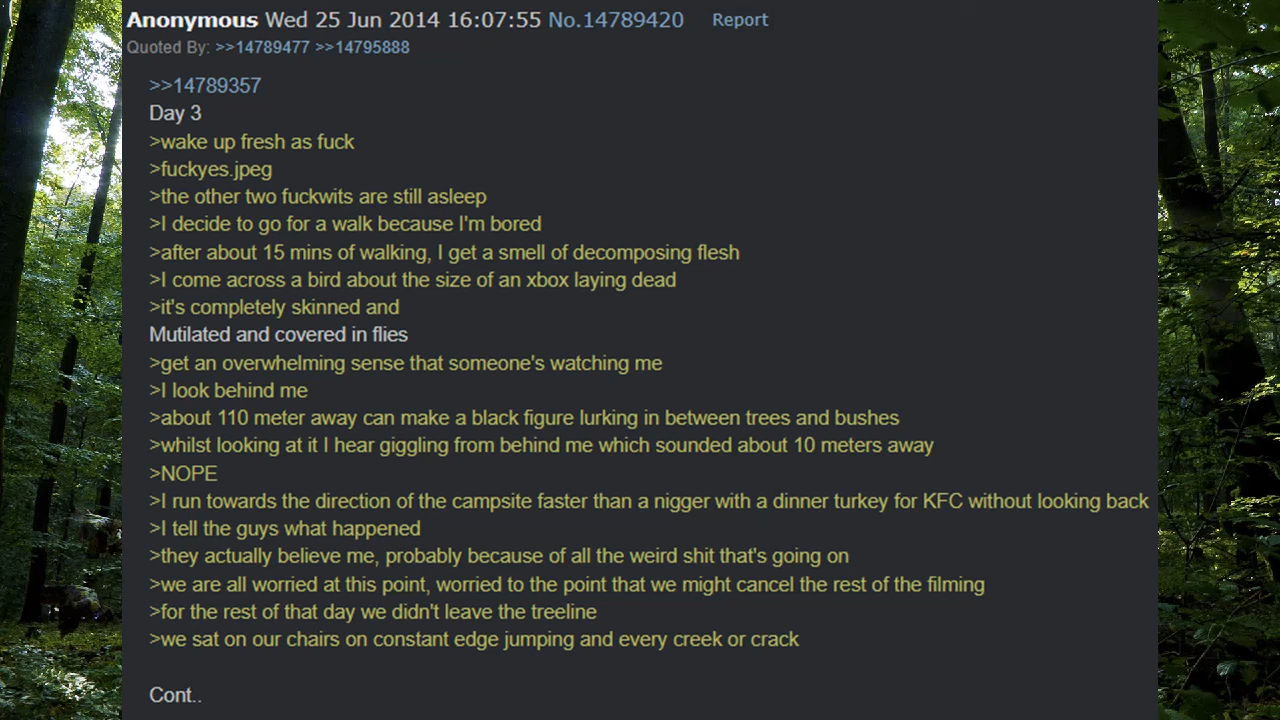 Anonymous Wed 25 Jun 2014 16:07:55 No.14789420 Report
Quoted By: >>14789477 >>14795888
>>14789357
Day 3
>wake up fresh as fuck
>fuckyes.jpeg
>the other two fuckwits are still asleep
>I decide to go for a walk because I'm bored
>after about 15 mins of walking, I get a smell of decomposing flesh
>I come across a bird about the size of an xbox laying dead
>it's completely skinned and
Mutilated and covered in flies
>get an overwhelming sense that someone's watching me
>I look behind me
>about 110 meter away can make a black figure lurking in between trees and bushes
>whilst looking at it I hear giggling from behind me which sounded about 10 meters away
>NOPE
>I run towards the direction of the campsite faster than a nigger with a dinner turkey for KFC without looking back
>I tell the guys what happened
>they actually believe me, probably because of all the weird shit that's going on
>we are all worried at this point, worried to the point that we might cancel the rest of the filming
>for the rest of that day we didn't leave the treeline
>we sat on our chairs on constant edge jumping and every creek or crack
Cont..